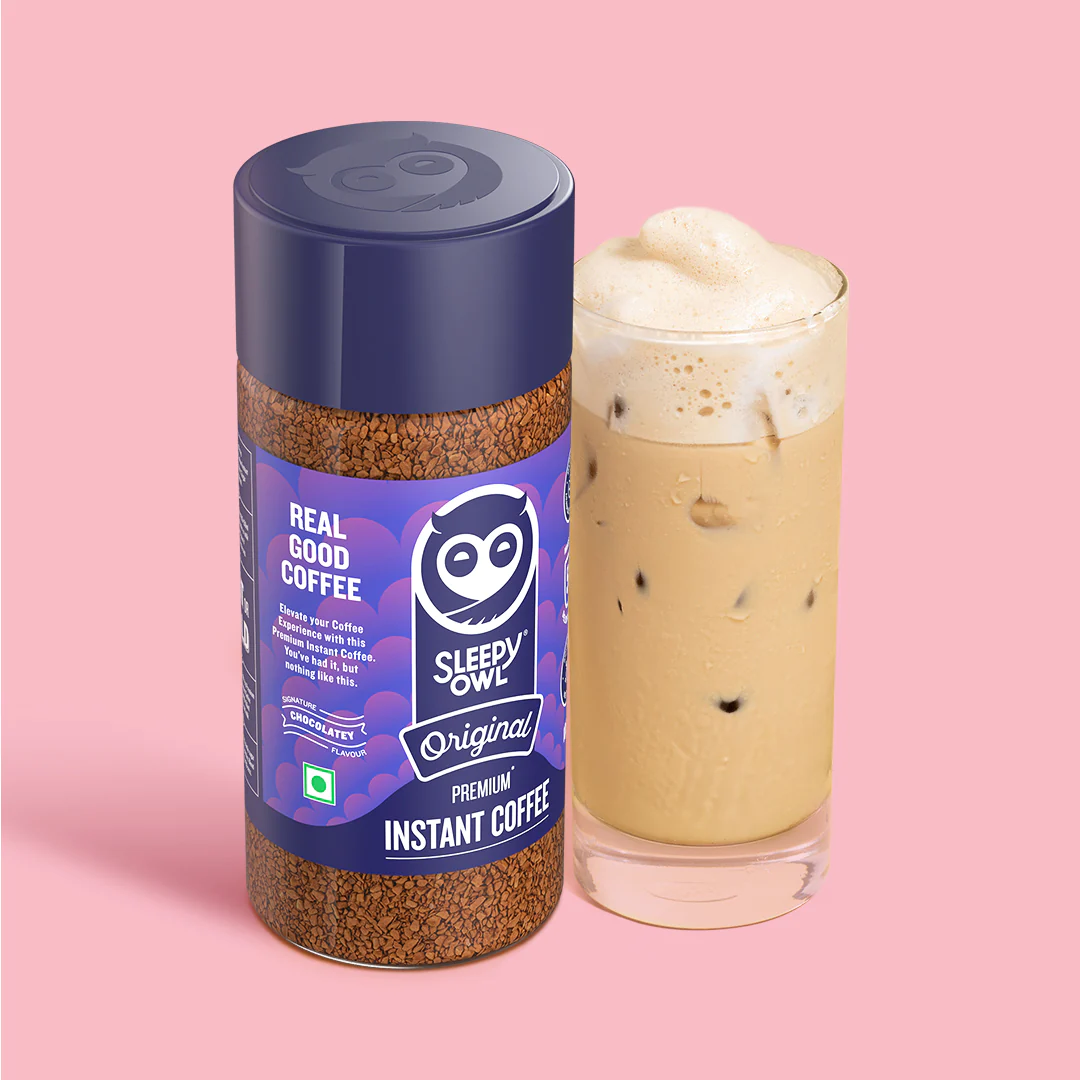 REAL
GOOD
COFFEE
Elevate your Coffee
Experience with this
Premium Instant Coffee.
You've had it, but
nothing like this.
SIGNATURE
CHOCOLATEY
FLAVOUR
SLEEPY
OWL
Original
PREMIUM
INSTANT COFFEE